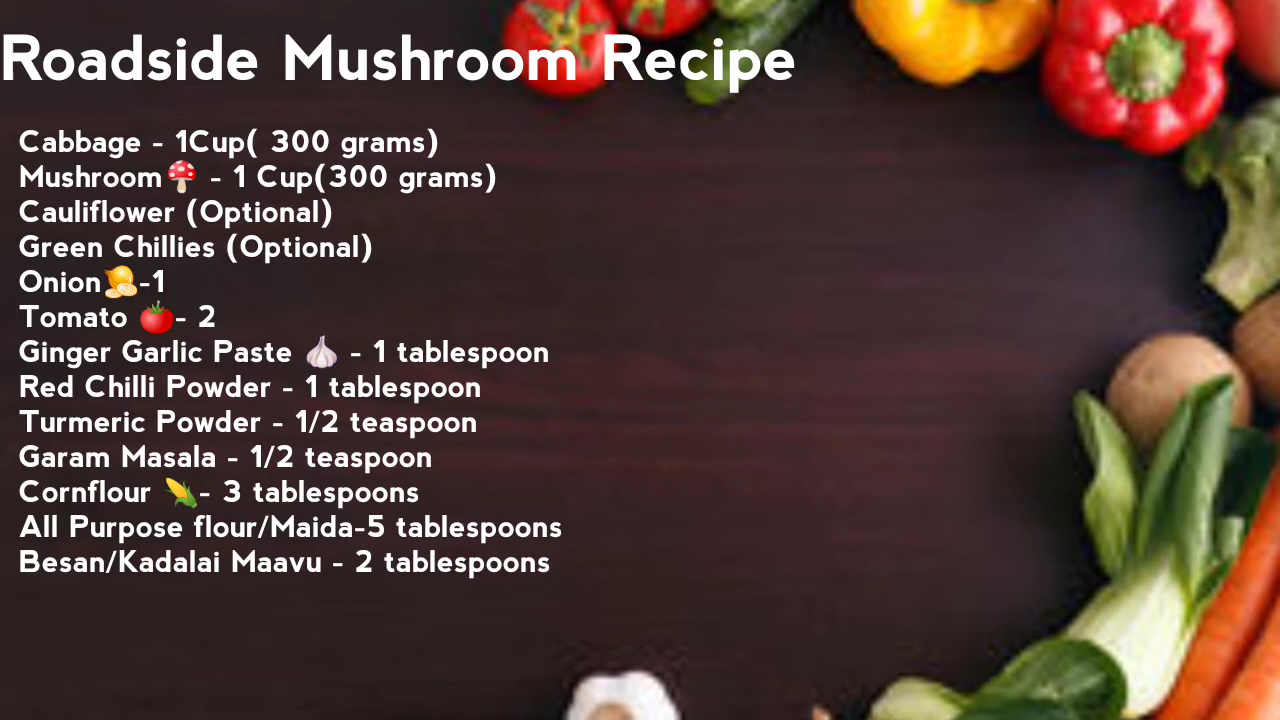 Roadside Mushroom Recipe
Cabbage - 1Cup( 300 grams)
Mushroom🍄 - 1 Cup(300 grams)
Cauliflower (Optional)
Green Chillies (Optional)
Onion🧅-1
Tomato 🍅- 2
Ginger Garlic Paste 🧄 - 1 tablespoon
Red Chilli Powder - 1 tablespoon
Turmeric Powder - 1/2 teaspoon
Garam Masala - 1/2 teaspoon
Cornflour 🌽- 3 tablespoons
All Purpose flour/Maida-5 tablespoons
Besan/Kadalai Maavu - 2 tablespoons